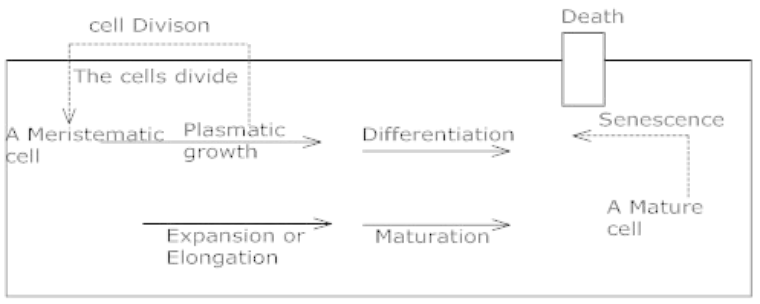 Death
cell Divison
The cells divide
Senescence
A Meristematic
cell
Plasmatic
growth
Differentiation
A Mature
cell
Expansion or
Elongation
Maturation